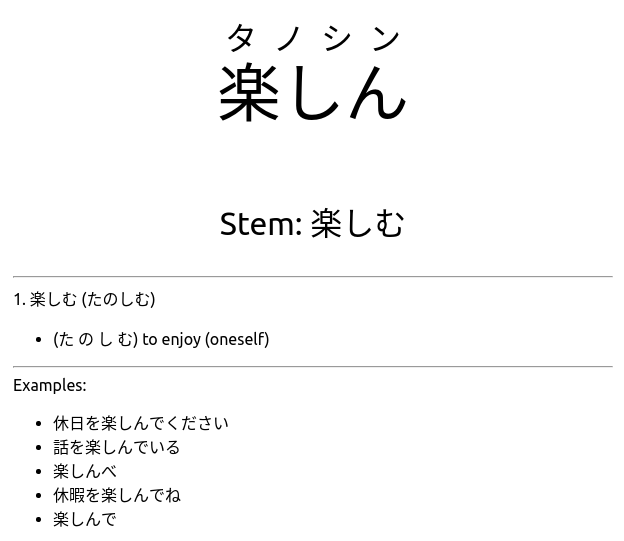 タノシン
楽しん
Stem: 楽しむ
1. 楽しむ (たのしむ)
(た の し む) to enjoy (oneself)
Examples:
休日を楽しんでください
話を楽しんでいる
楽しんべ
休暇を楽しんでね
楽しんで